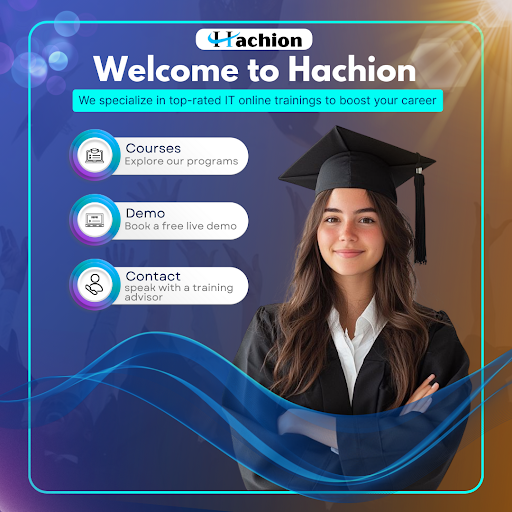 Hachion
Welcome to Hachion
We specialize in top-rated IT online trainings to boost your career
Courses
Explore our programs
Demo
Book a free live demo
Contact
speak with a training
advisor